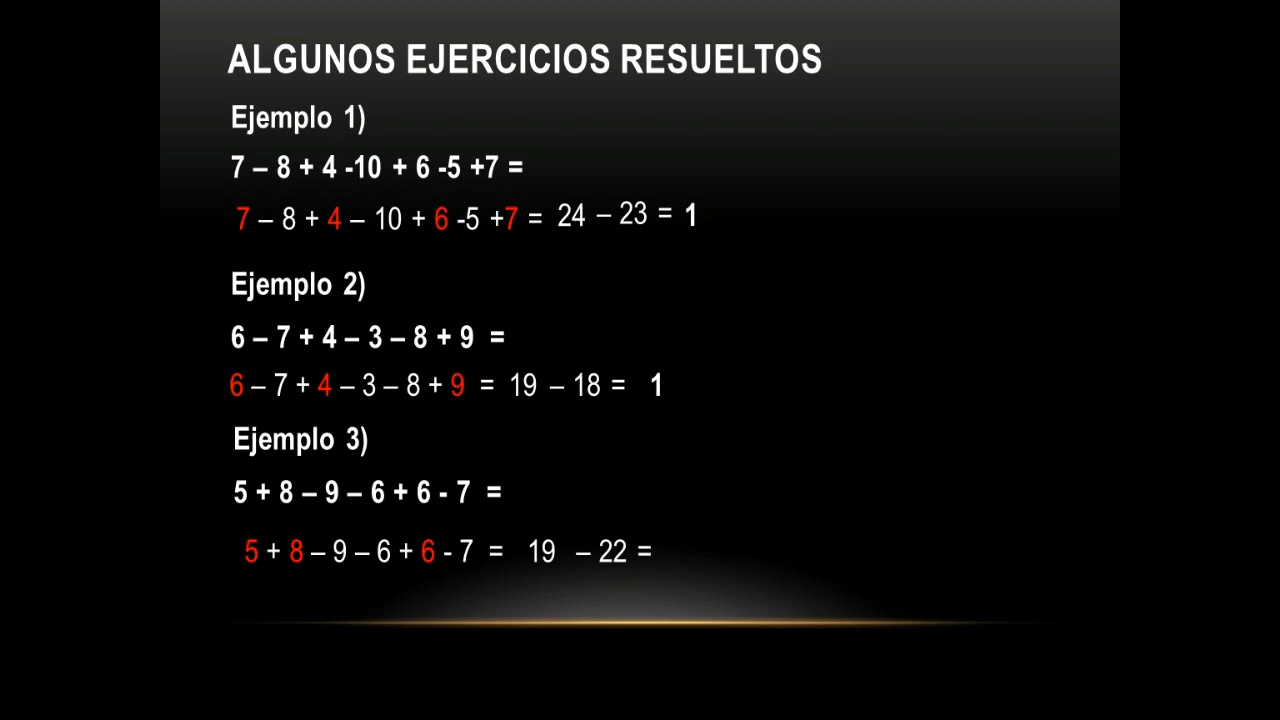 ALGUNOS EJERCICIOS RESUELTOS
Ejemplo 1)
7 – 8 + 4 -10 + 6 -5 +7 =
7 – 8 + 4 – 10 + 6 -5 +7 = 24 – 23 = 1
Ejemplo 2)
6 – 7 + 4 – 3 – 8 + 9 =
6 – 7 + 4 – 3 – 8 + 9 = 19 – 18 = 1
Ejemplo 3)
5 + 8 – 9 – 6 + 6 - 7 =
5 + 8 – 9 – 6 + 6 - 7 = 19 – 22 =